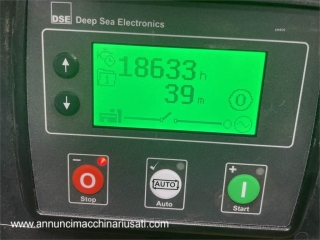 DSE Deep Sea Electronics
18633 h
39 m
O
AUTO
I
Stop
Auto
Start
www.annuncimacchinariusati.com